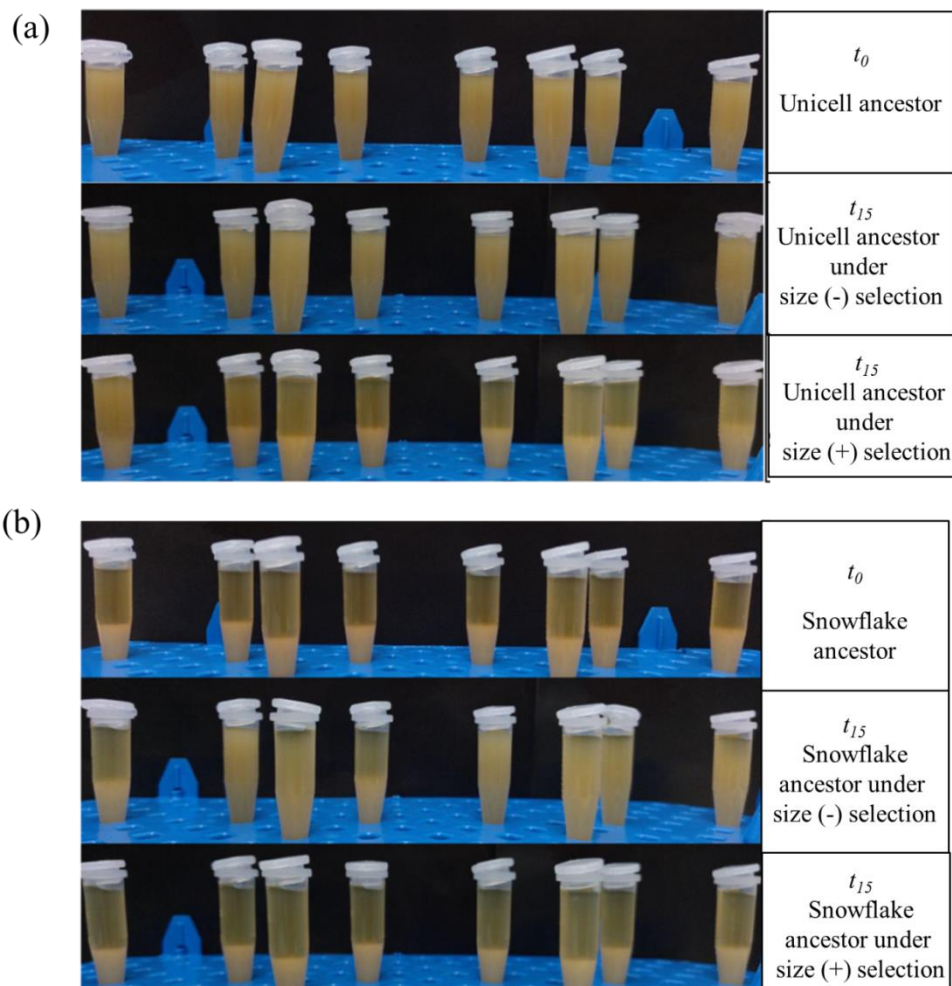 (a)
t0
Unicell ancestor
t15
Unicell ancestor
under
size (-) selection
t15
Unicell ancestor
under
size (+) selection
(b)
t0
Snowflake
ancestor
t15
Snowflake
ancestor under
size (-) selection
t15
Snowflake
ancestor under
size (+) selection